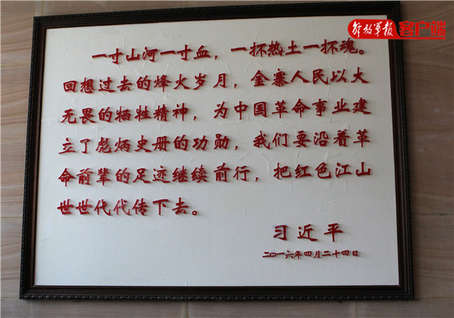 解放军报 客户端
一寸山河一寸血，一抔热土一抔魂。
回想过去的烽火岁月，金寨人民以大
无畏的牺牲精神，为中国革命事业建
立了彪炳史册的功勋，我们要沿着革
命前辈的足迹继续前行，把红色江山
世世代代传下去。
习近平
二〇一六年四月二十四日